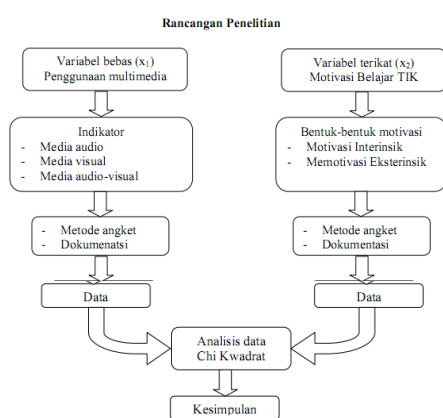 Rancangan Penelitian
Variabel bebas (x₁)
Penggunaan multimedia
Indikator
- Media audio
- Media visual
- Media audio-visual
- Metode angket
- Dokumenatsi
Data
Variabel terikat (x₂)
Motivasi Belajar TIK
Bentuk-bentuk motivasi
- Motivasi Interinsik
- Memotivasi Eksterinsik
- Metode angket
- Dokumentasi
Data
Analisis data
Chi Kwadrat
Kesimpulan